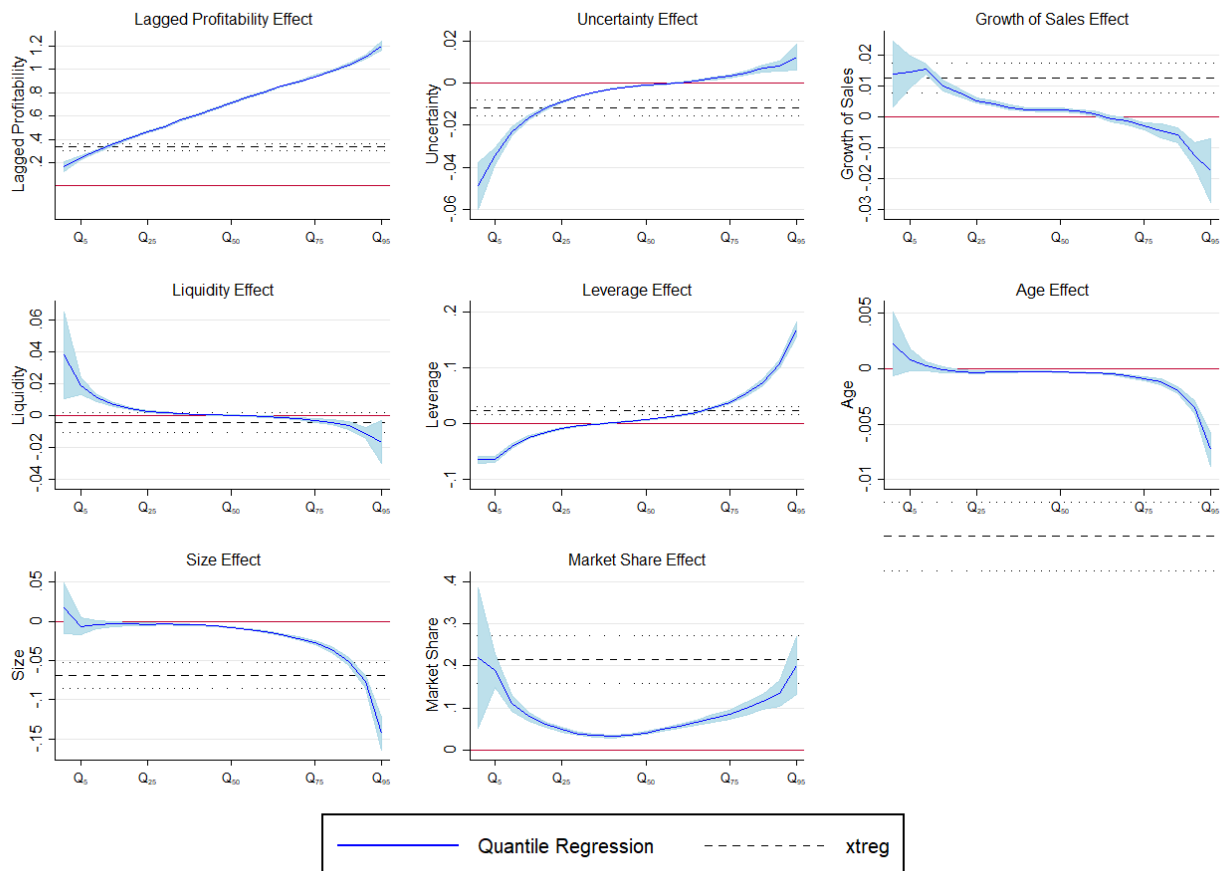 Lagged Profitability Effect
Lagged Profitability
1.2
1
.8
.6
.4
.2
Q₅ Q₂₅ Q₅₀ Q₇₅ Q₉₅
Uncertainty Effect
Uncertainty
.02
0
-.02
-.04
-.06
Q₅ Q₂₅ Q₅₀ Q₇₅ Q₉₅
Growth of Sales Effect
Growth of Sales
.02
.01
0
-.01
-.02
-.03
Q₅ Q₂₅ Q₅₀ Q₇₅ Q₉₅
Liquidity Effect
Liquidity
.06
.04
.02
0
-.02
-.04
Q₅ Q₂₅ Q₅₀ Q₇₅ Q₉₅
Leverage Effect
Leverage
.2
.1
0
-.1
Q₅ Q₂₅ Q₅₀ Q₇₅ Q₉₅
Age Effect
Age
.005
0
-.005
-.01
Q₅ Q₂₅ Q₅₀ Q₇₅ Q₉₅
Size Effect
Size
.05
0
-.05
-.1
-.15
Q₅ Q₂₅ Q₅₀ Q₇₅ Q₉₅
Market Share Effect
Market Share
.4
.3
.2
.1
0
Q₅ Q₂₅ Q₅₀ Q₇₅ Q₉₅
Quantile Regression
xtreg